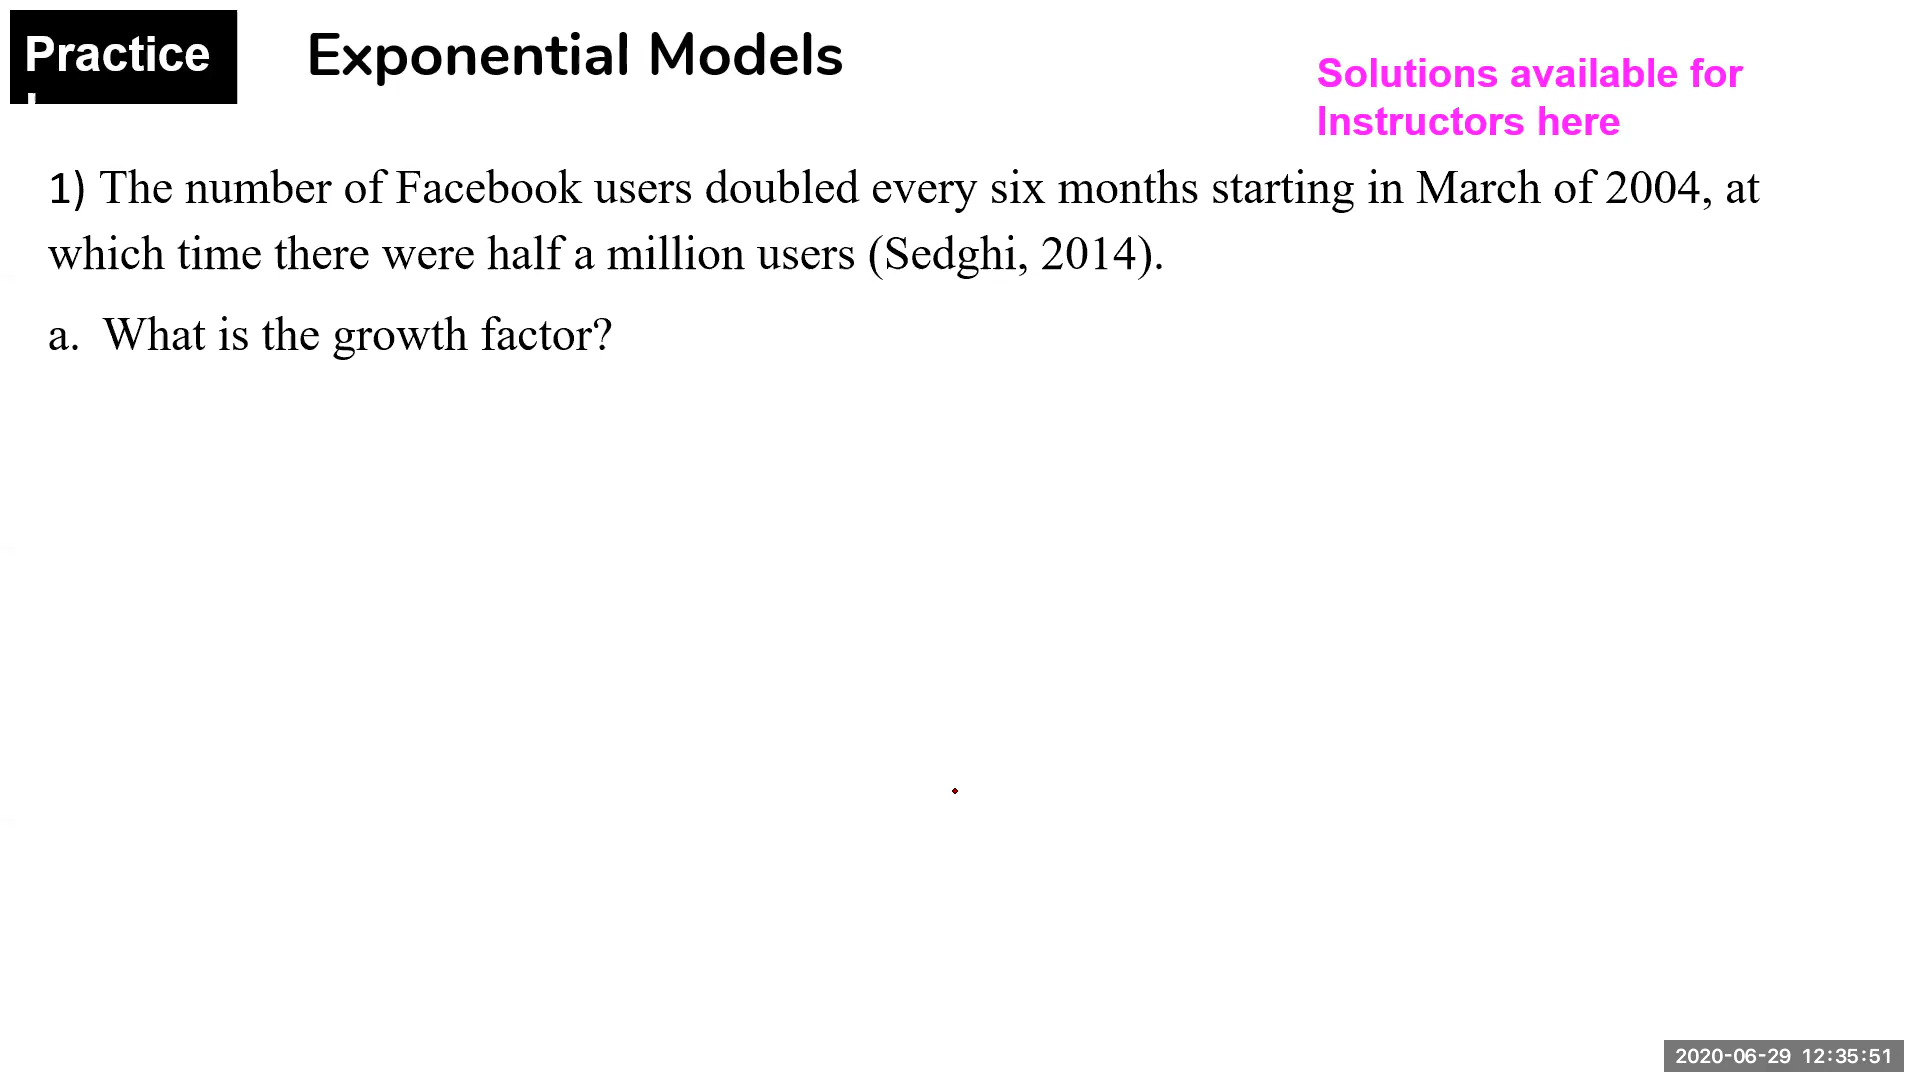 Practice
Exponential Models
Solutions available for
Instructors here
1) The number of Facebook users doubled every six months starting in March of 2004, at
which time there were half a million users (Sedghi, 2014).
a. What is the growth factor?
2020-06-29 12:35:51